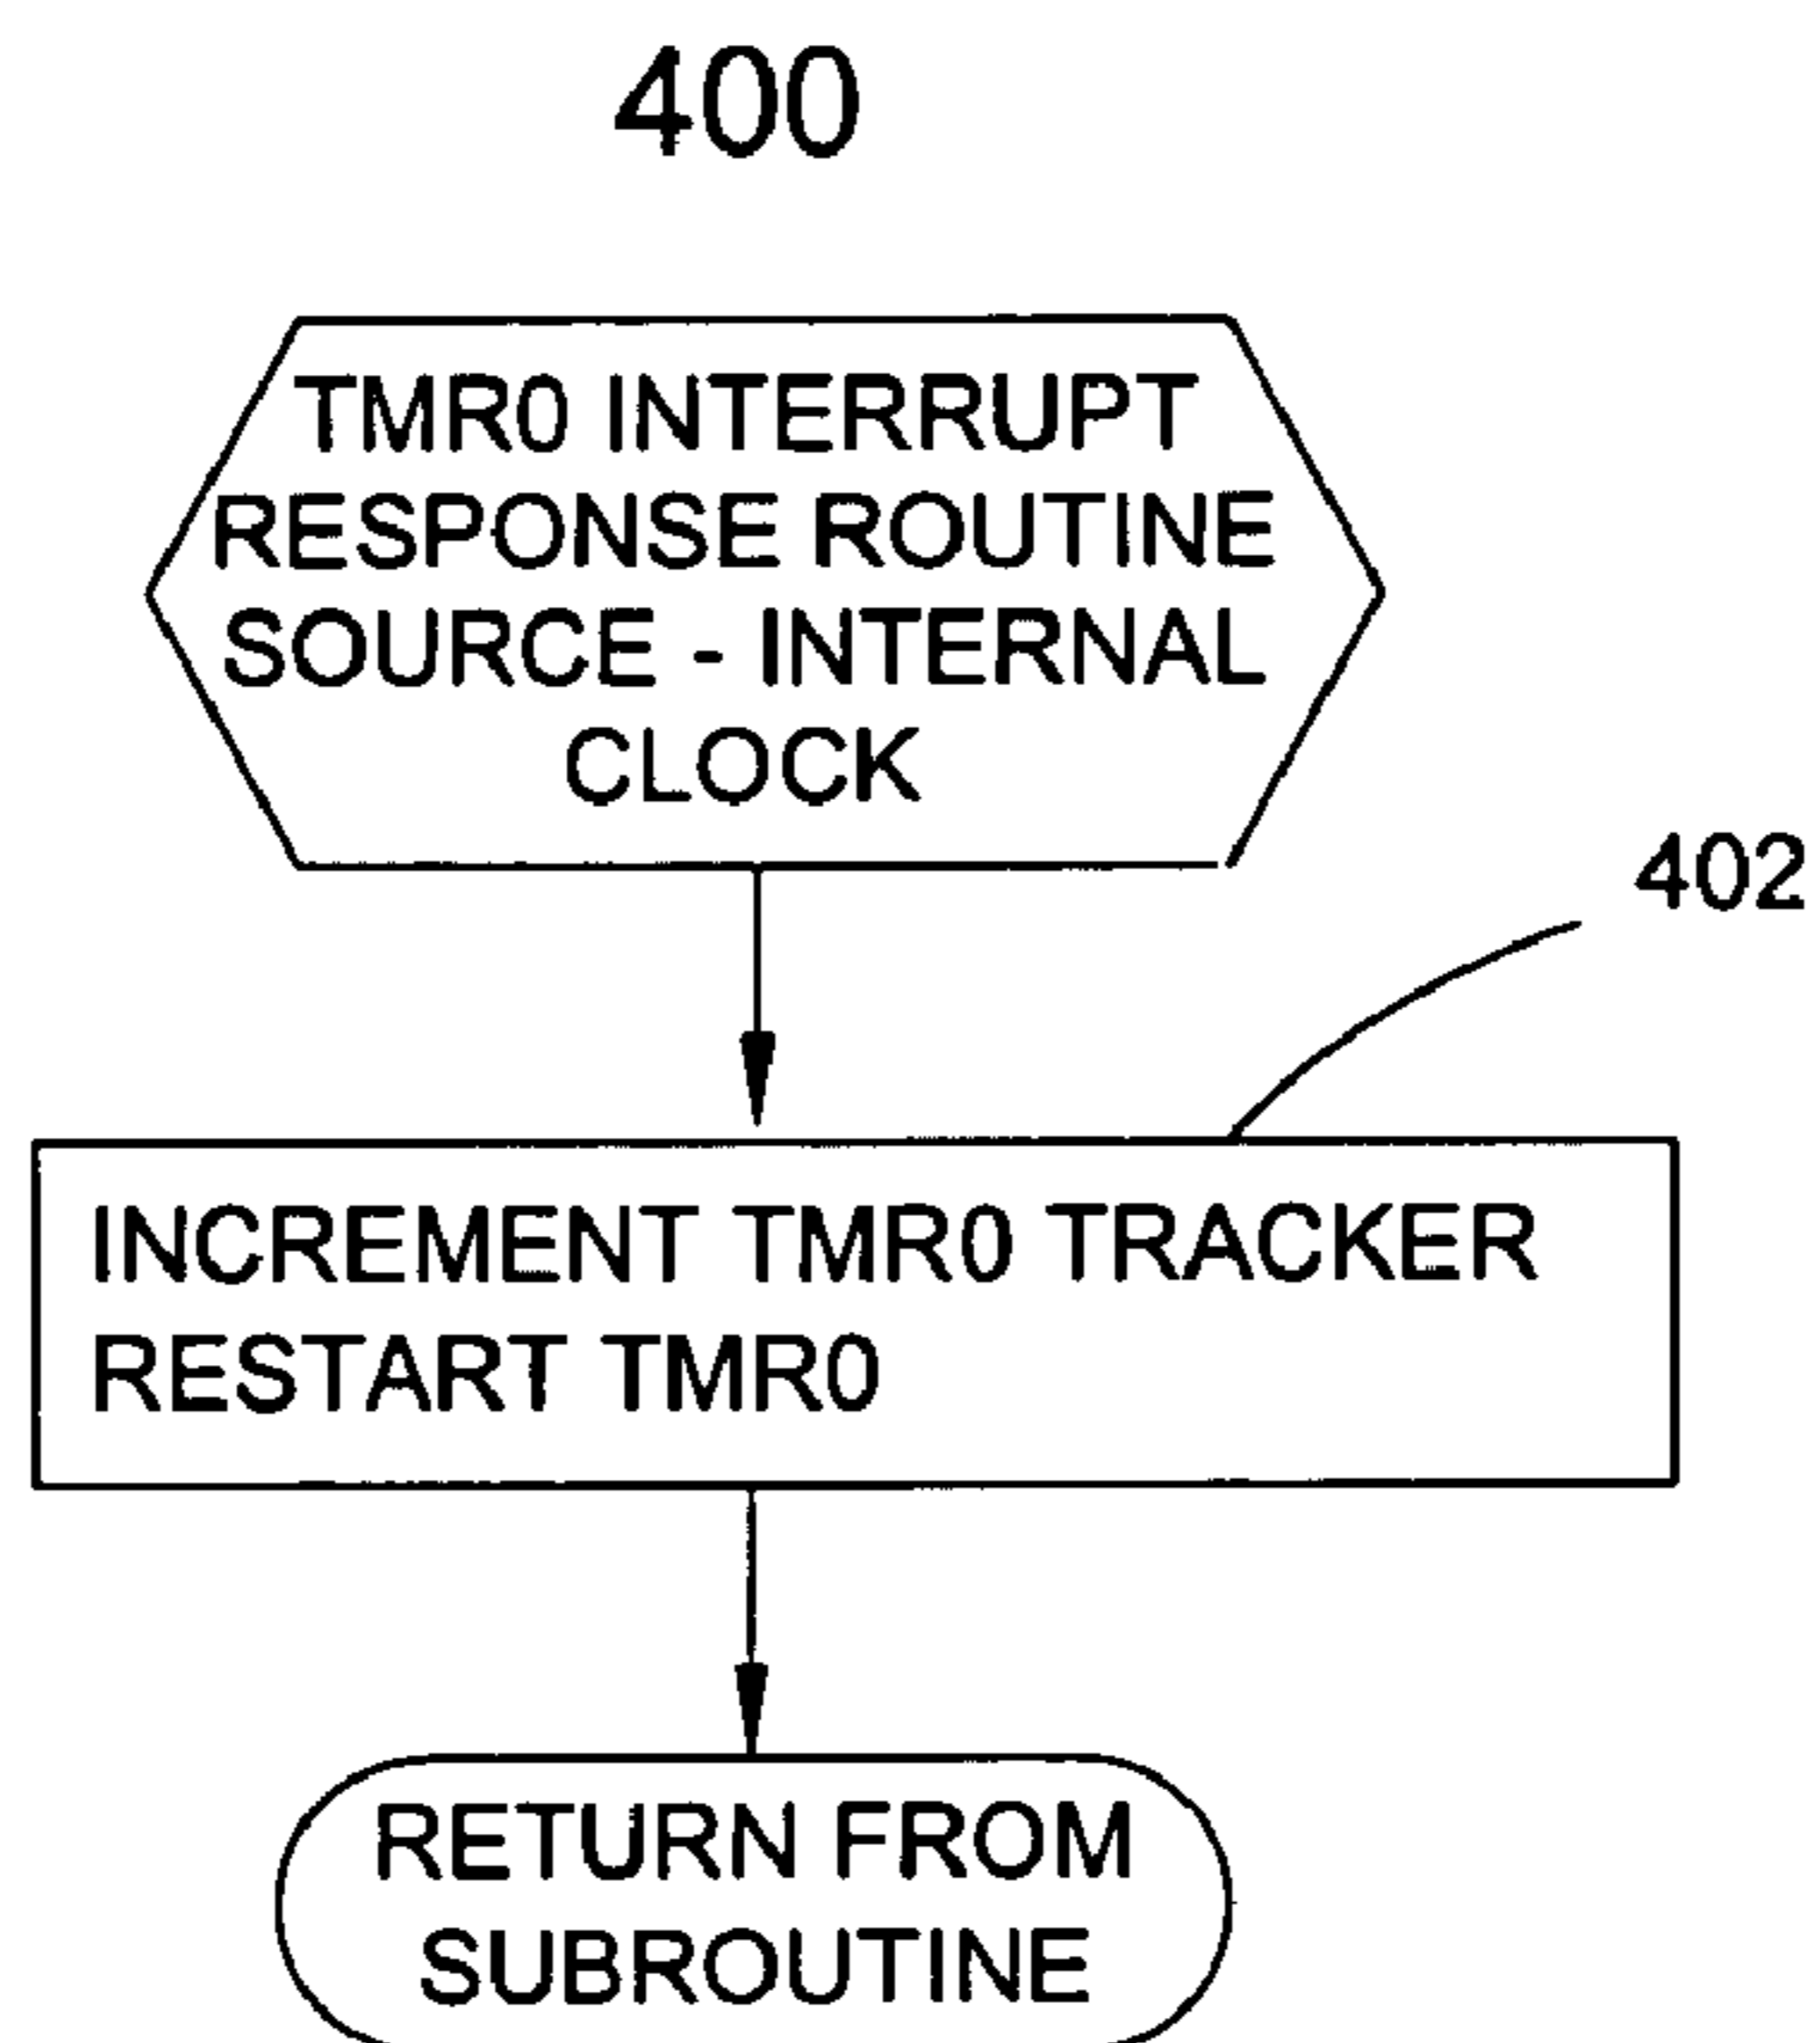 400
TMR0 INTERRUPT
RESPONSE ROUTINE
SOURCE - INTERNAL
CLOCK
402
INCREMENT TMR0 TRACKER
RESTART TMR0
RETURN FROM
SUBROUTINE